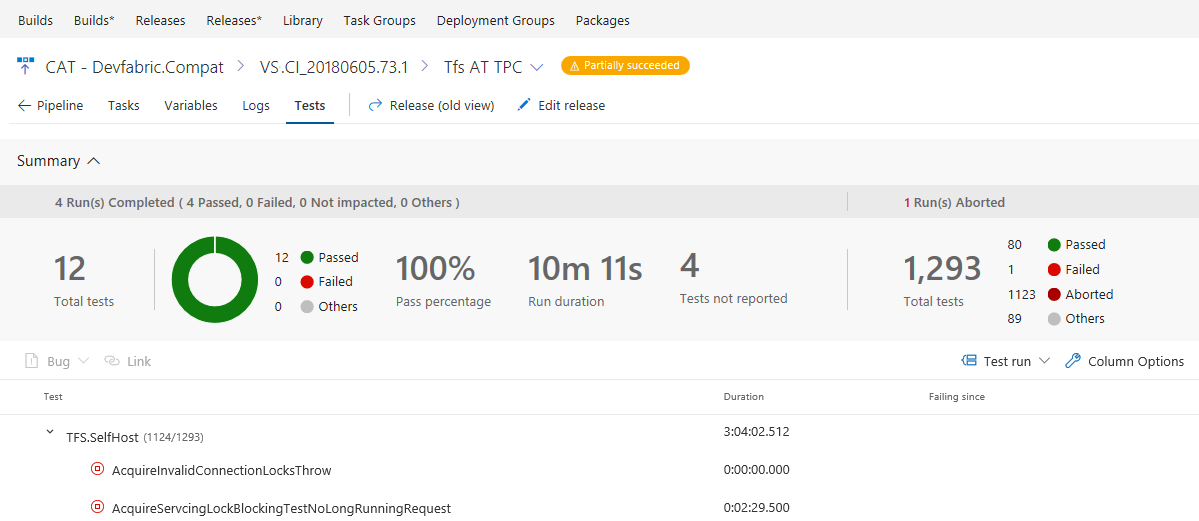 Builds Builds* Releases Releases* Library Task Groups Deployment Groups Packages
CAT - Devfabric.Compat > VS.CI_20180605.73.1 > Tfs AT TPC Partially succeeded
Pipeline Tasks Variables Logs Tests Release (old view) Edit release
Summary
4 Run(s) Completed ( 4 Passed, 0 Failed, 0 Not impacted, 0 Others ) 1 Run(s) Aborted
12
Total tests
12 Passed
0 Failed
0 Others
100%
Pass percentage
10m 11s
Run duration
4
Tests not reported
1,293
Total tests
80 Passed
1 Failed
1123 Aborted
89 Others
Bug Link Test run Column Options
Test Duration Failing since
TFS.SelfHost (1124/1293) 3:04:02.512
AcquireInvalidConnectionLocksThrow 0:00:00.000
AcquireServcingLockBlockingTestNoLongRunningRequest 0:02:29.500